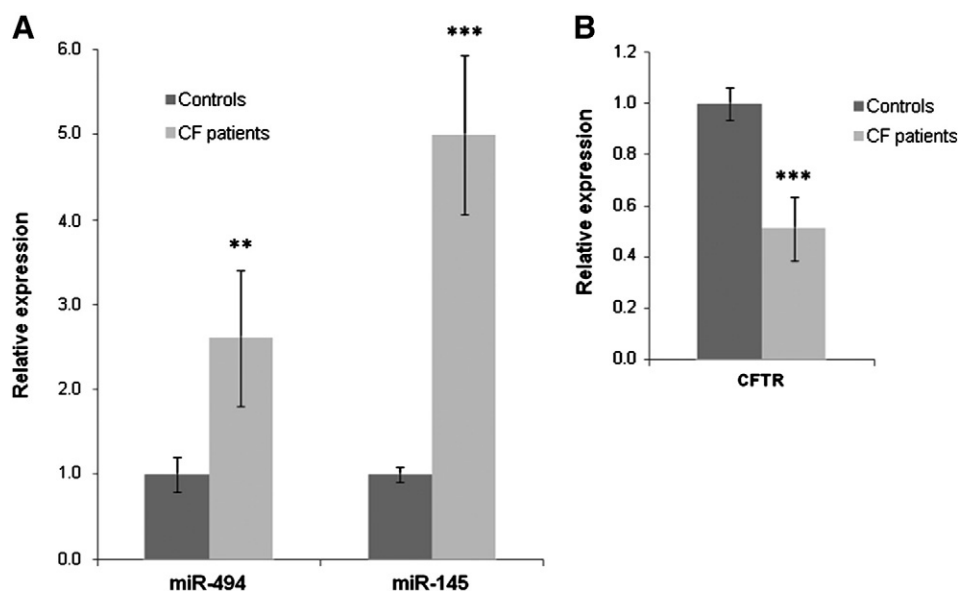 A
Relative expression
6.0
5.0
4.0
3.0
2.0
1.0
0.0
Controls
CF patients
**
***
miR-494
miR-145
B
Relative expression
1.2
1.0
0.8
0.6
0.4
0.2
0.0
Controls
CF patients
***
CFTR